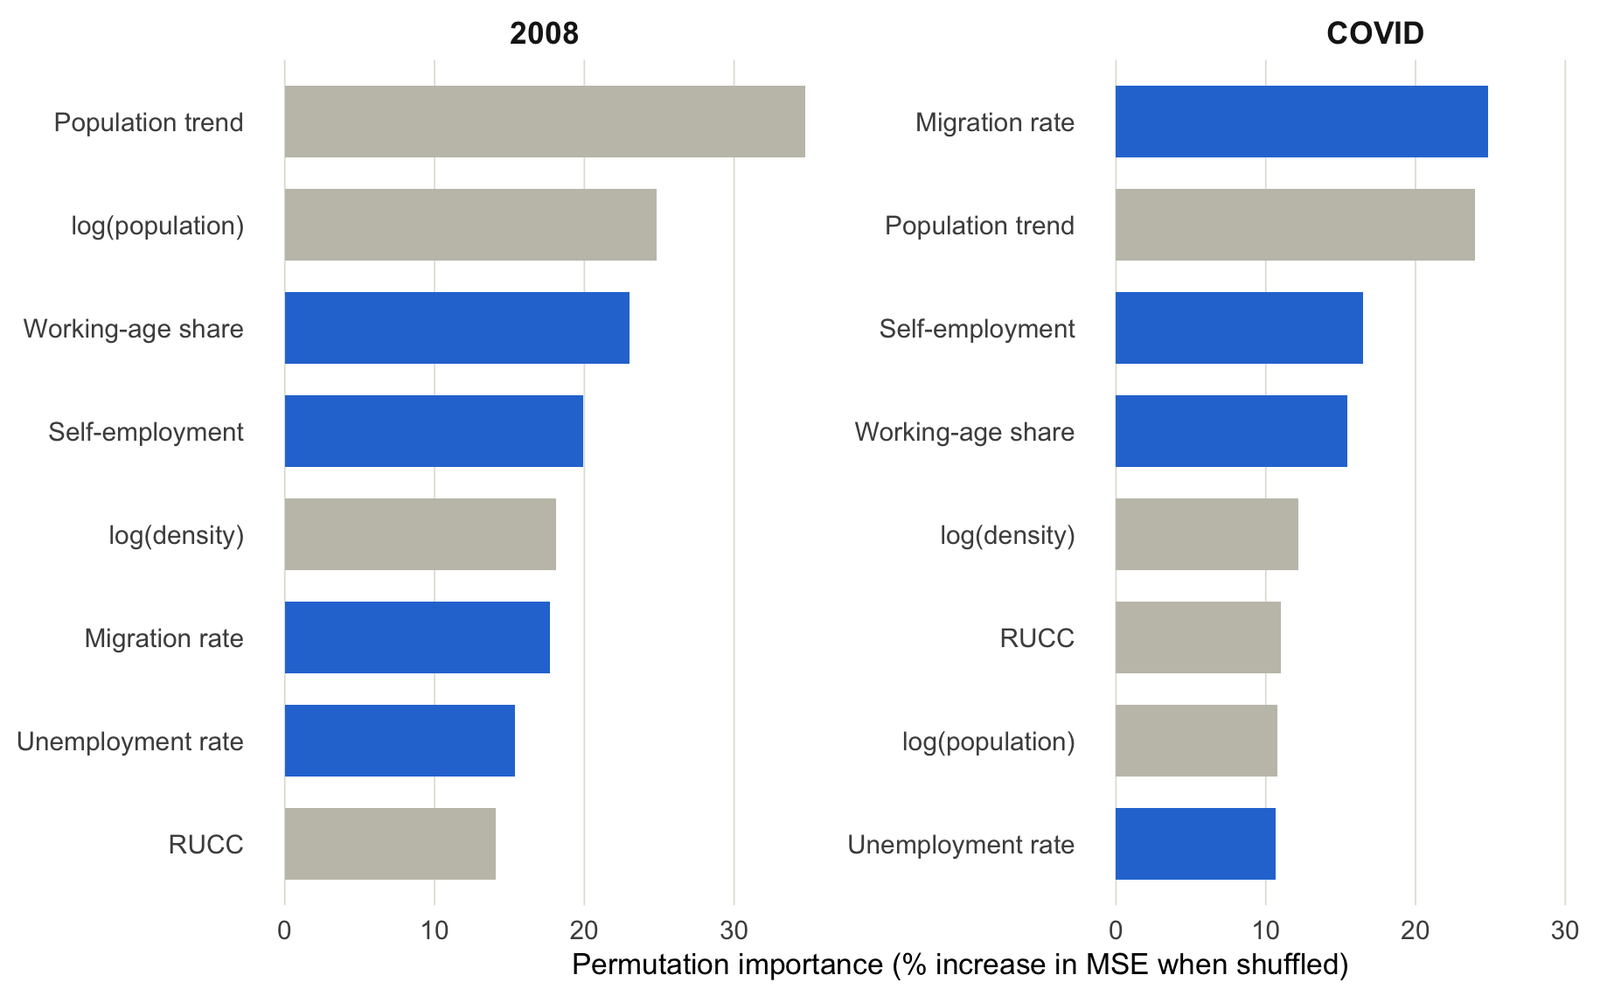 2008
Population trend
log(population)
Working-age share
Self-employment
log(density)
Migration rate
Unemployment rate
RUCC
0 10 20 30
COVID
Migration rate
Population trend
Self-employment
Working-age share
log(density)
RUCC
log(population)
Unemployment rate
0 10 20 30
Permutation importance (% increase in MSE when shuffled)